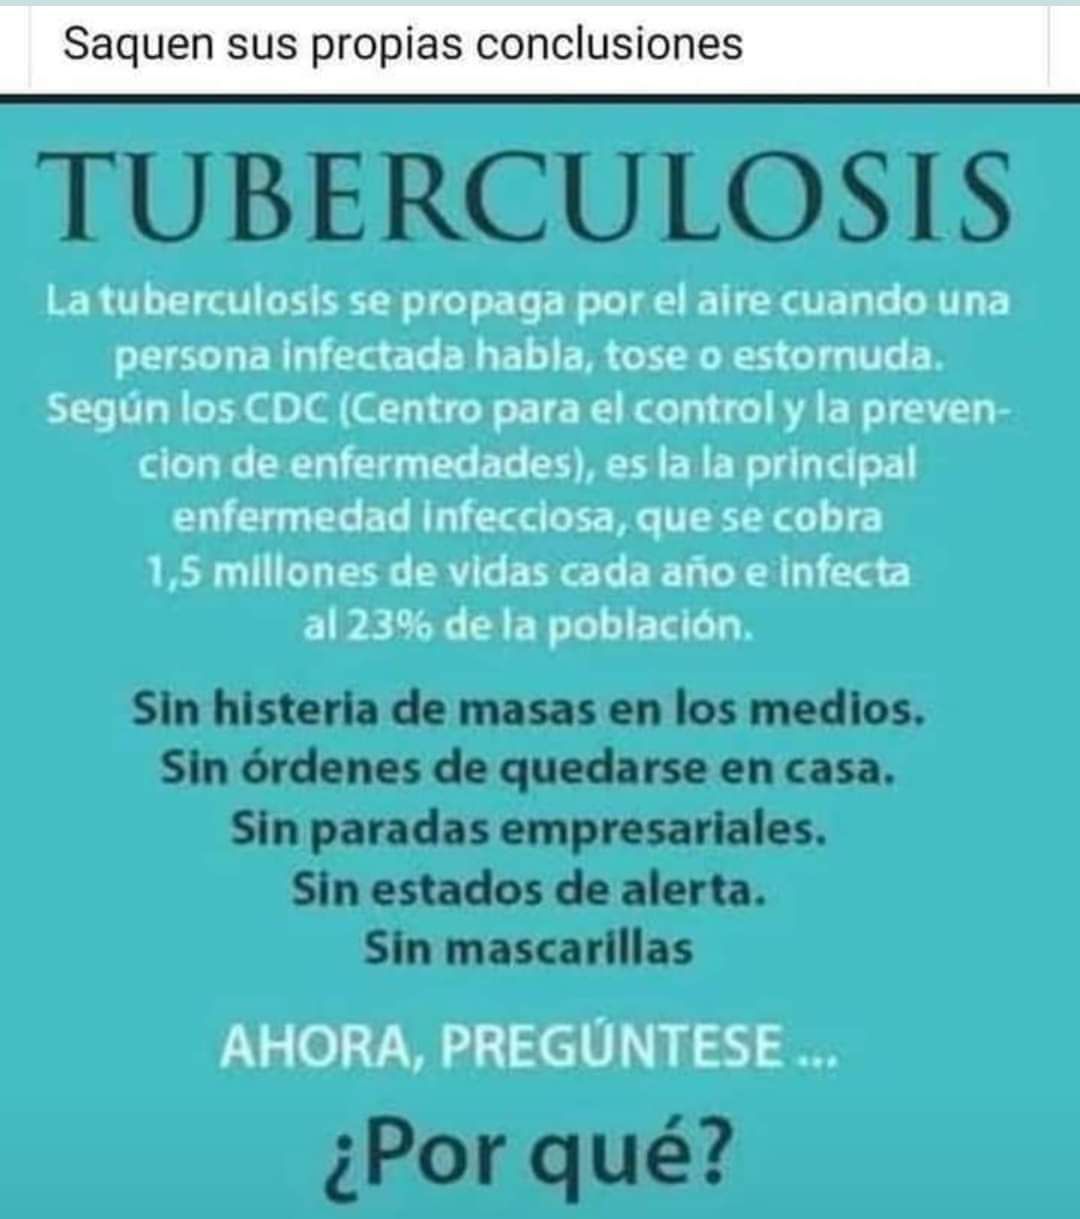 Saquen sus propias conclusiones
TUBERCULOSIS
La tuberculosis se propaga por el aire cuando una
persona infectada habla, tose o estornuda.
Según los CDC (Centro para el control y la preven-
cion de enfermedades), es la la principal
enfermedad infecciosa, que se cobra
1,5 millones de vidas cada año e infecta
al 23% de la población.
Sin histeria de masas en los medios.
Sin órdenes de quedarse en casa.
Sin paradas empresariales.
Sin estados de alerta.
Sin mascarillas
AHORA, PREGÚNTESE ...
¿Por qué?